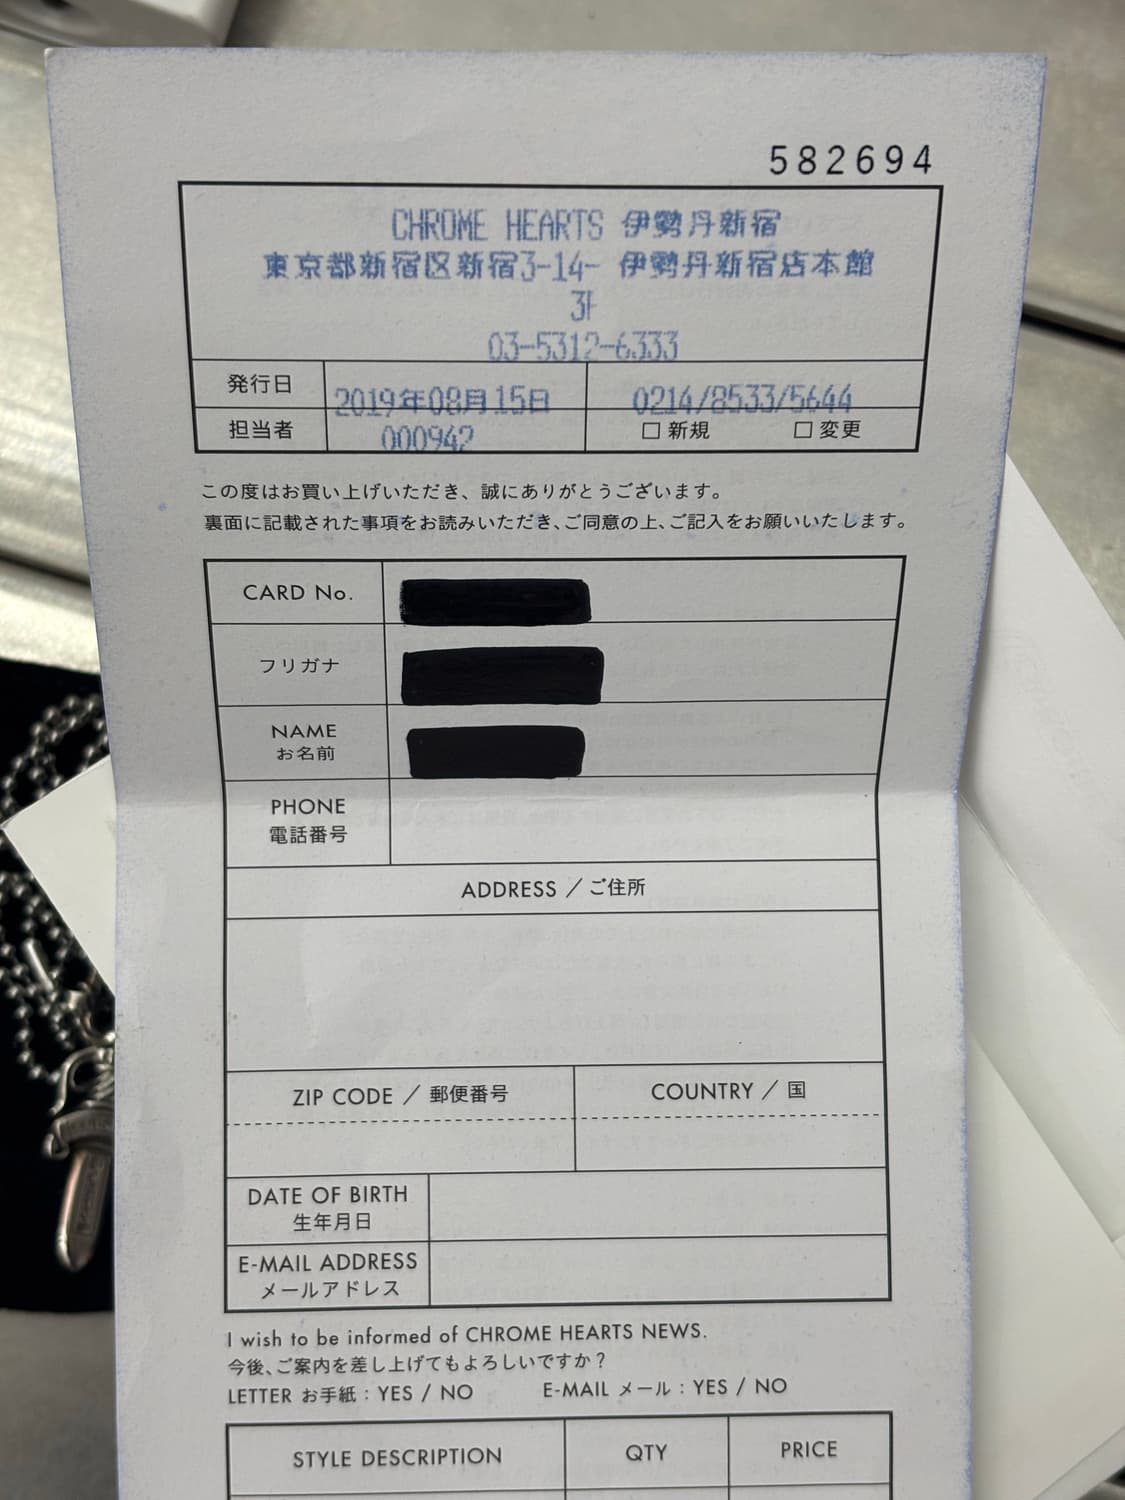 582694
CHROME HEARTS 伊勢丹新宿
東京都新宿区新宿3-14- 伊勢丹新宿店本館
3F
03-5312-6333
発行日 2019年08月15日 0214/8533/5644
担当者 000942 □ 新規 □ 変更
この度はお買い上げいただき、誠にありがとうございます。
裏面に記載された事項をお読みいただき、ご同意の上、ご記入をお願いいたします。
CARD No.
フリガナ
NAME
お名前
PHONE
電話番号
ADDRESS / ご住所
ZIP CODE / 郵便番号 COUNTRY / 国
DATE OF BIRTH
生年月日
E-MAIL ADDRESS
メールアドレス
I wish to be informed of CHROME HEARTS NEWS.
今後、ご案内を差し上げてもよろしいですか？
LETTER お手紙：YES / NO E-MAIL メール：YES / NO
STYLE DESCRIPTION QTY PRICE